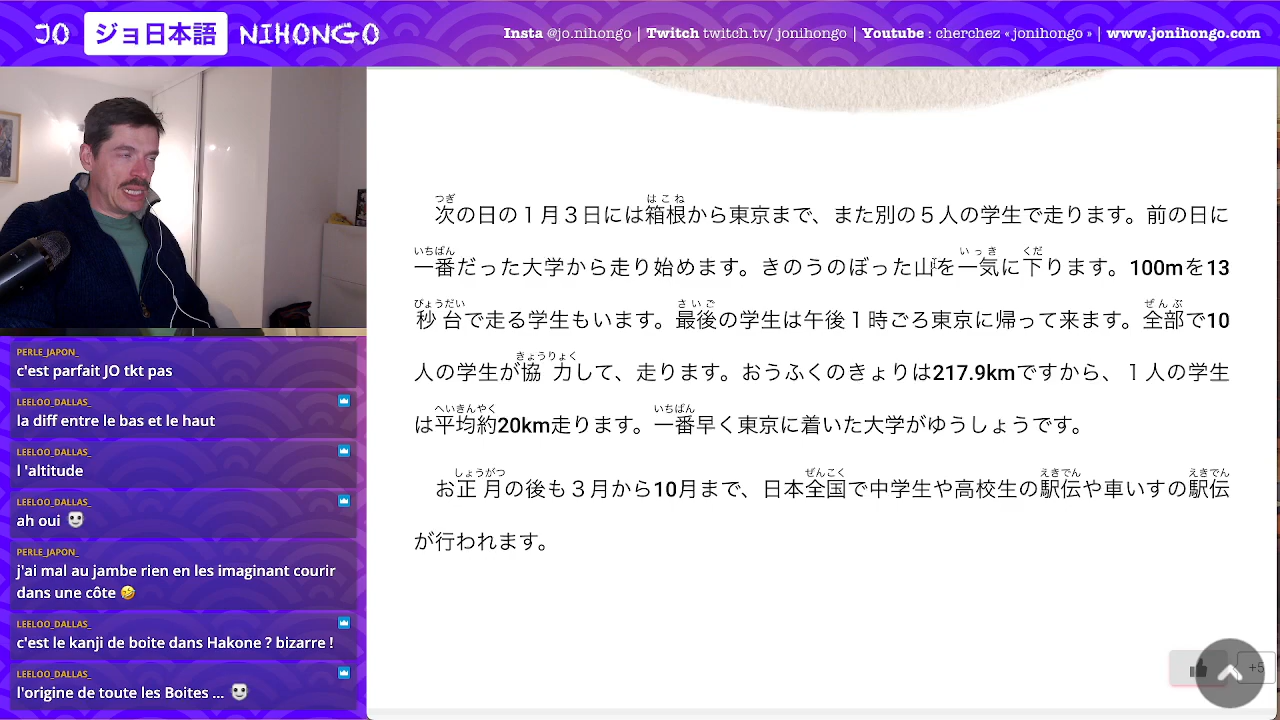 JO ジョ日本語 NIHONGO
Insta @jo.nihongo | Twitch twitch.tv/ jonihongo | Youtube : cherchez « jonihongo » | www.jonihongo.com
つぎ はこね
次の日の１月３日には箱根から東京まで、また別の５人の学生で走ります。前の日に
いちばん いっき くだ
一番だった大学から走り始めます。きのうのぼった山を一気に下ります。100mを13
びょうだい さいご ぜんぶ
秒台で走る学生もいます。最後の学生は午後１時ごろ東京に帰って来ます。全部で10
きょうりょく
人の学生が協力して、走ります。おうふくのきょりは217.9kmですから、１人の学生
へいきんやく いちばん
は平均約20km走ります。一番早く東京に着いた大学がゆうしょうです。
しょうがつ ぜんこく えきでん えきでん
お正月の後も３月から10月まで、日本全国で中学生や高校生の駅伝や車いすの駅伝
が行われます。
PERLE_JAPON_
c'est parfait JO tkt pas
LEELOO_DALLAS_
la diff entre le bas et le haut
LEELOO_DALLAS_
l 'altitude
LEELOO_DALLAS_
ah oui
PERLE_JAPON_
j'ai mal au jambe rien en les imaginant courir
dans une côte 🤣
LEELOO_DALLAS_
c'est le kanji de boite dans Hakone ? bizarre !
LEELOO_DALLAS_
l'origine de toute les Boites ...
+5